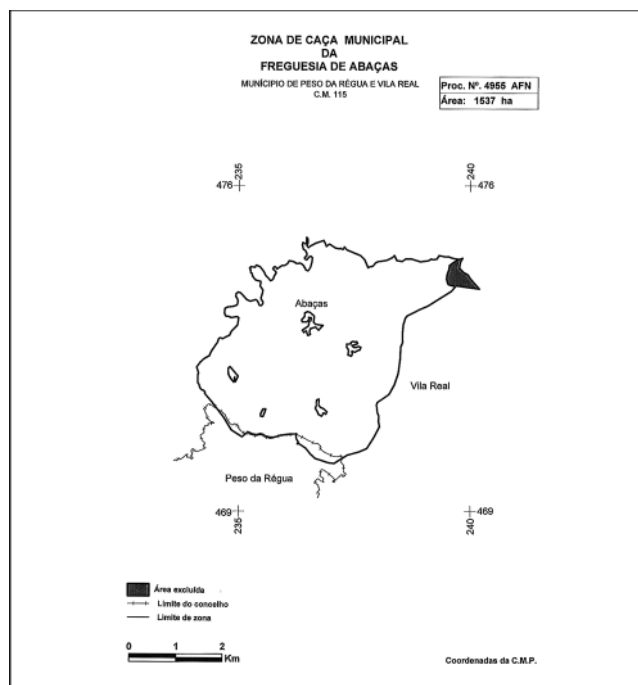 ZONA DE CAÇA MUNICIPAL
DA
FREGUESIA DE ABAÇAS
MUNÍCIPIO DE PESO DA RÉGUA E VILA REAL
C.M. 115
Proc. Nº. 4955 AFN
Área: 1537 ha
235
476
240
476
Abaças
Vila Real
Peso da Régua
469
235
469
240
Área excluída
Limite do concelho
Limite de zona
0 1 2
Km
Coordenadas da C.M.P.